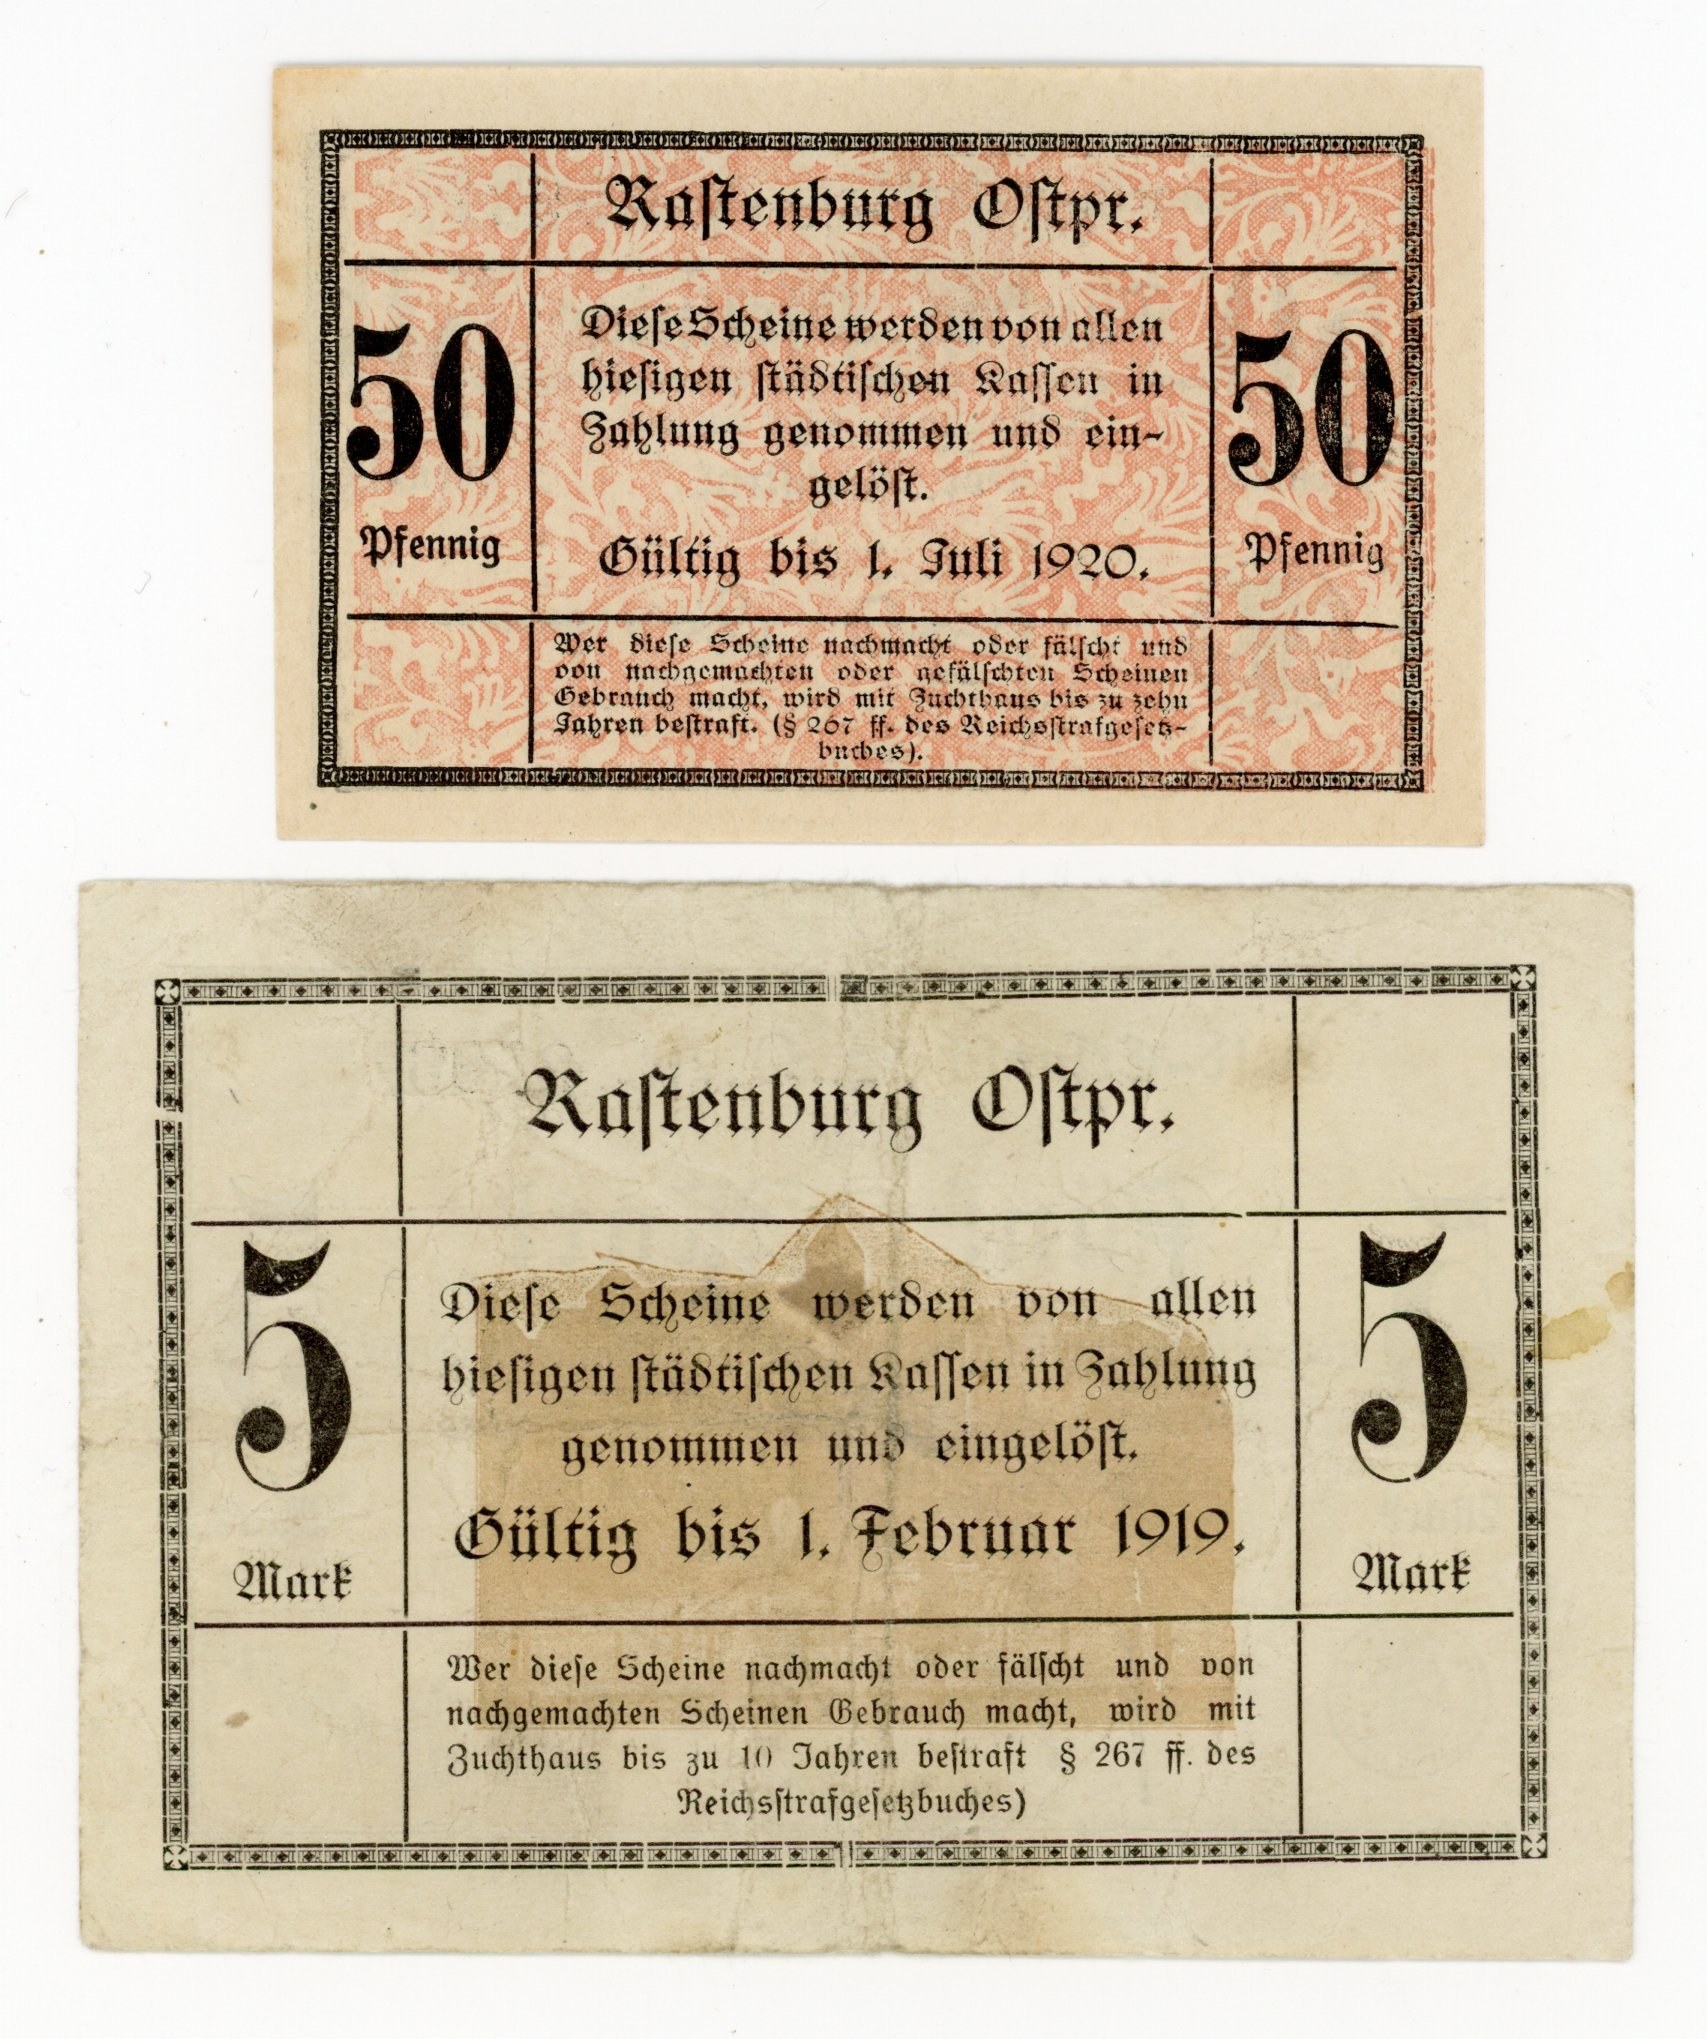 Rastenburg Ostpr.
50
Pfennig
Diese Scheine werden von allen
hiesigen städtischen Kassen in
Zahlung genommen und ein-
gelöst.
Gültig bis 1. Juli 1920.
50
Pfennig
Wer diese Scheine nachmacht oder fälscht und
von nachgemachten oder gefälschten Scheinen
Gebrauch macht, wird mit Zuchthaus bis zu zehn
Jahren bestraft. (§ 267 ff. des Reichsstrafgesetz-
buches).
Rastenburg Ostpr.
5
Mark
Diese Scheine werden von allen
hiesigen städtischen Kassen in Zahlung
genommen und eingelöst.
Gültig bis 1. Februar 1919.
5
Mark
Wer diese Scheine nachmacht oder fälscht und von
nachgemachten Scheinen Gebrauch macht, wird mit
Zuchthaus bis zu 10 Jahren bestraft § 267 ff. des
Reichsstrafgesetzbuches)